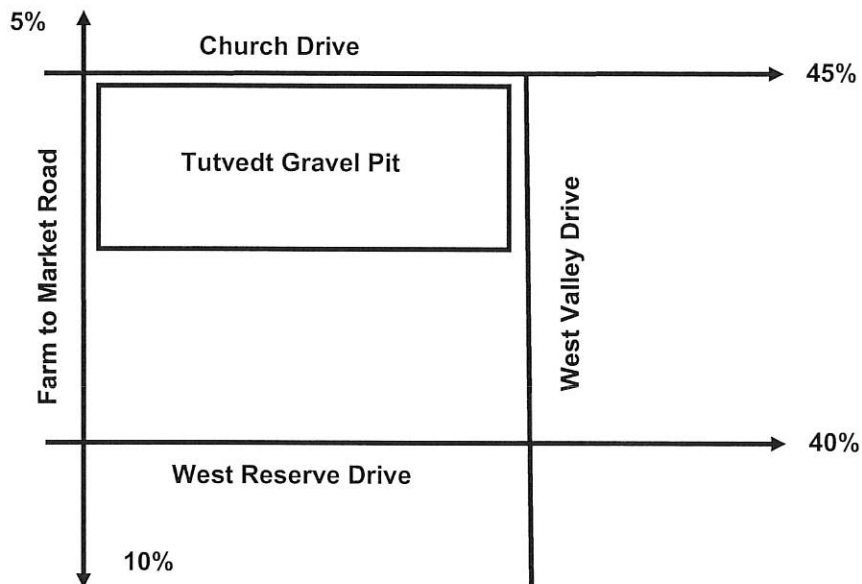 5%
Church Drive
45%
Tutvedt Gravel Pit
Farm to Market Road
West Valley Drive
40%
West Reserve Drive
10%